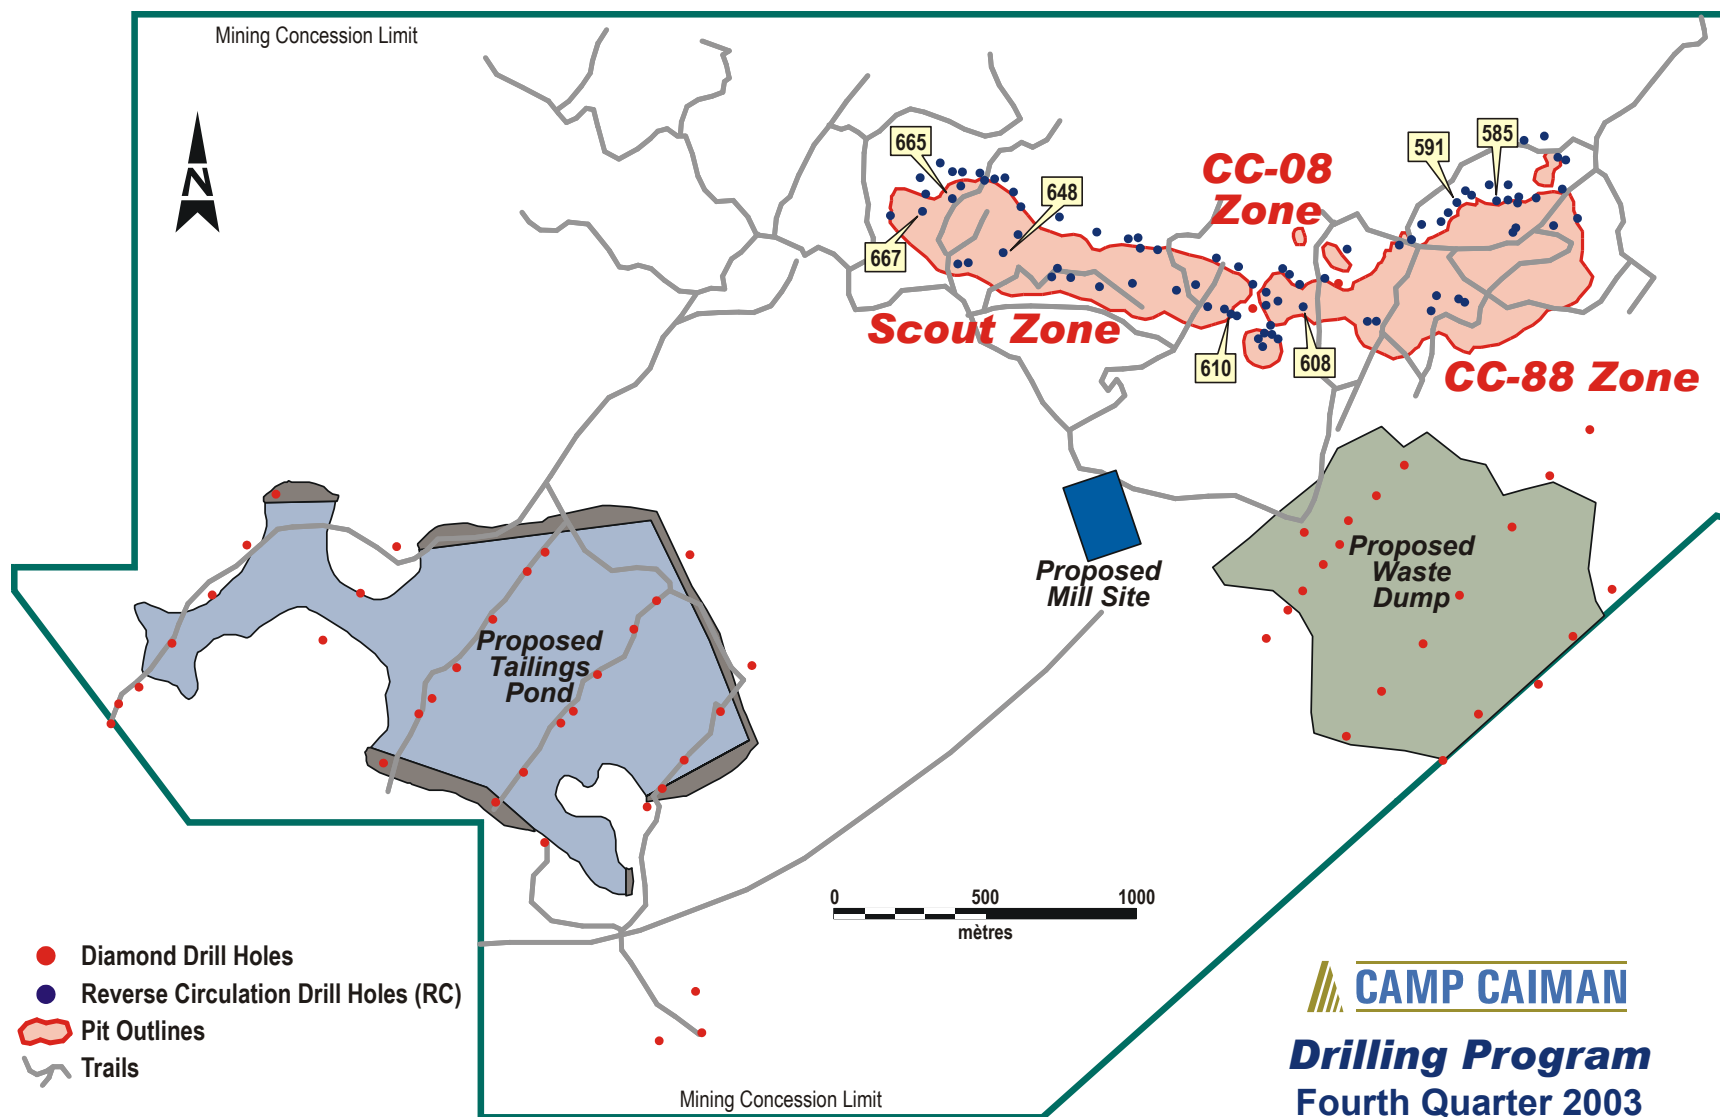 Mining Concession Limit
N
665
648
667
CC-08
Zone
591
585
Scout Zone
610
608
CC-88 Zone
Proposed
Mill Site
Proposed
Waste
Dump
Proposed
Tailings
Pond
0 500 1000
mètres
Diamond Drill Holes
Reverse Circulation Drill Holes (RC)
Pit Outlines
Trails
Mining Concession Limit
CAMP CAIMAN
Drilling Program
Fourth Quarter 2003